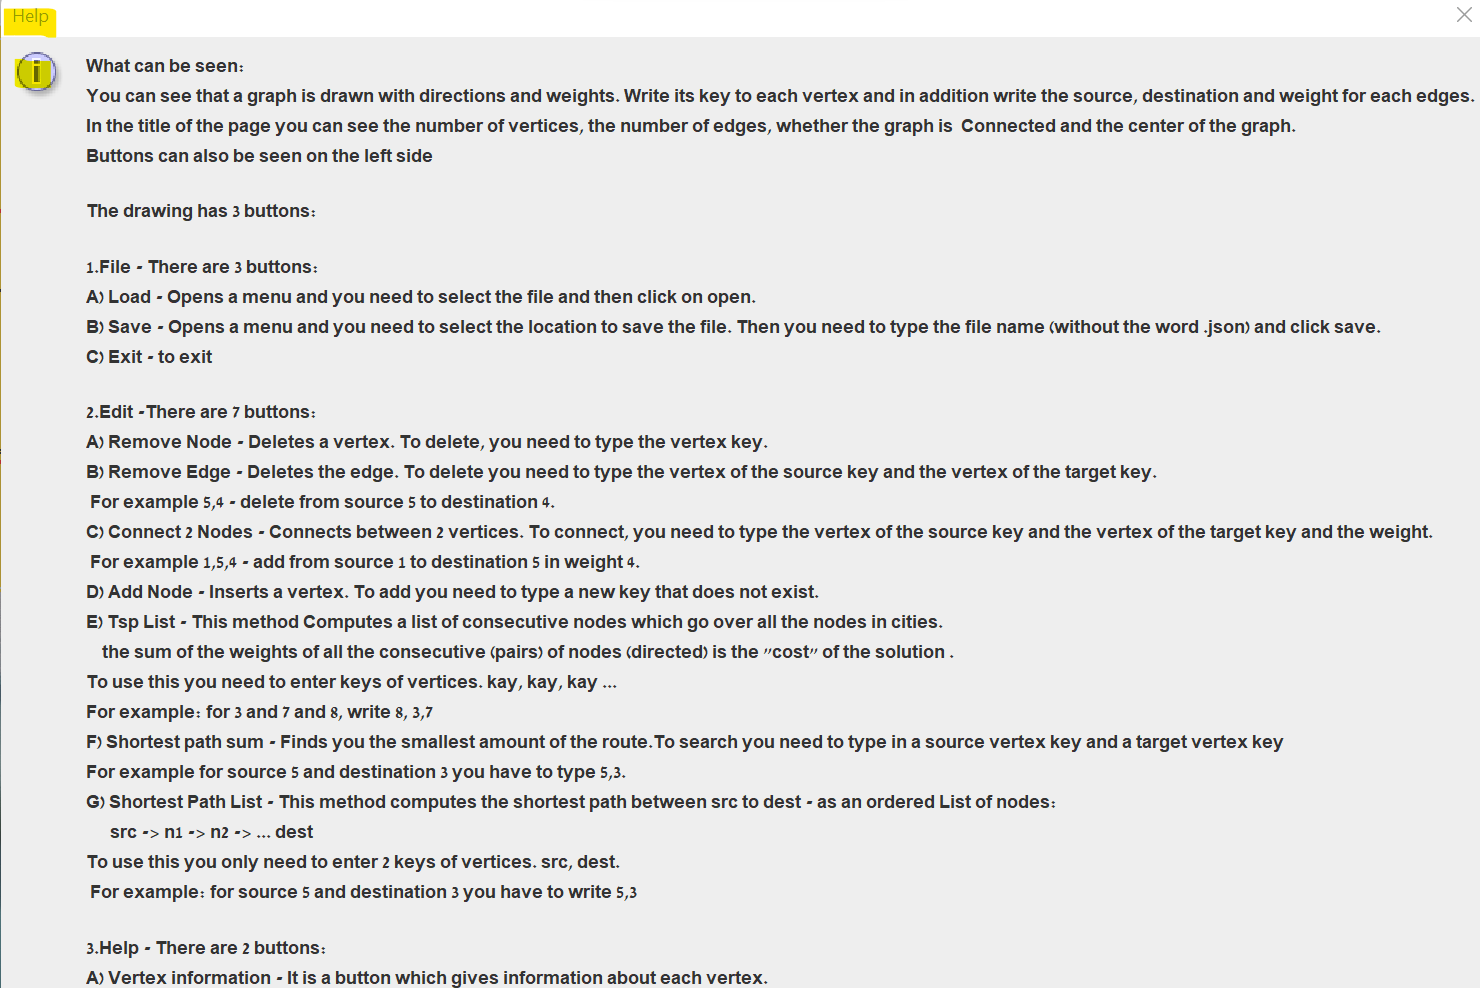 Help
What can be seen:
You can see that a graph is drawn with directions and weights. Write its key to each vertex and in addition write the source, destination and weight for each edges.
In the title of the page you can see the number of vertices, the number of edges, whether the graph is  Connected and the center of the graph.
Buttons can also be seen on the left side
The drawing has 3 buttons:
1.File - There are 3 buttons:
A) Load - Opens a menu and you need to select the file and then click on open.
B) Save - Opens a menu and you need to select the location to save the file. Then you need to type the file name (without the word .json) and click save.
C) Exit - to exit
2.Edit -There are 7 buttons:
A) Remove Node - Deletes a vertex. To delete, you need to type the vertex key.
B) Remove Edge - Deletes the edge. To delete you need to type the vertex of the source key and the vertex of the target key.
For example 5,4 - delete from source 5 to destination 4.
C) Connect 2 Nodes - Connects between 2 vertices. To connect, you need to type the vertex of the source key and the vertex of the target key and the weight.
For example 1,5,4 - add from source 1 to destination 5 in weight 4.
D) Add Node - Inserts a vertex. To add you need to type a new key that does not exist.
E) Tsp List - This method Computes a list of consecutive nodes which go over all the nodes in cities.
the sum of the weights of all the consecutive (pairs) of nodes (directed) is the "cost" of the solution .
To use this you need to enter keys of vertices. kay, kay, kay ...
For example: for 3 and 7 and 8, write 8, 3,7
F) Shortest path sum - Finds you the smallest amount of the route.To search you need to type in a source vertex key and a target vertex key
For example for source 5 and destination 3 you have to type 5,3.
G) Shortest Path List - This method computes the shortest path between src to dest - as an ordered List of nodes:
src -> n1 -> n2 -> ... dest
To use this you only need to enter 2 keys of vertices. src, dest.
For example: for source 5 and destination 3 you have to write 5,3
3.Help - There are 2 buttons:
A) Vertex information - It is a button which gives information about each vertex.